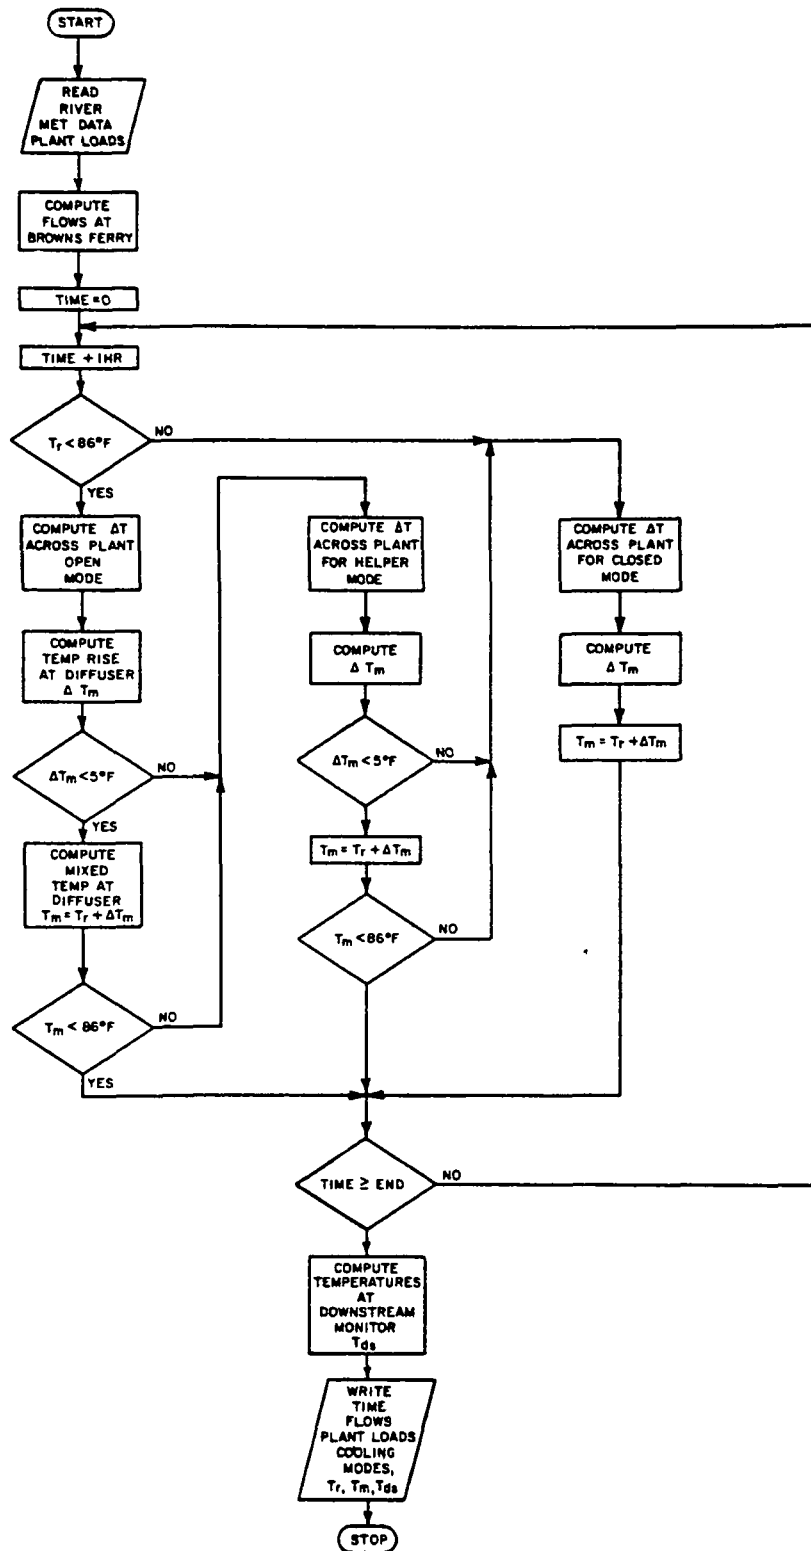 START
READ
RIVER
MET DATA
PLANT LOADS
COMPUTE
FLOWS AT
BROWNS FERRY
TIME = 0
TIME + 1HR
Tr < 86°F
NO
YES
COMPUTE ΔT
ACROSS PLANT
OPEN
MODE
COMPUTE
TEMP RISE
AT DIFFUSER
Δ Tm
ΔTm < 5°F
NO
YES
COMPUTE
MIXED
TEMP AT
DIFFUSER
Tm = Tr + ΔTm
Tm < 86°F
NO
YES
COMPUTE ΔT
ACROSS PLANT
FOR HELPER
MODE
COMPUTE
Δ Tm
ΔTm < 5°F
NO
Tm = Tr + ΔTm
Tm < 86°F
NO
COMPUTE ΔT
ACROSS PLANT
FOR CLOSED
MODE
COMPUTE
Δ Tm
Tm = Tr + ΔTm
TIME ≥ END
NO
COMPUTE
TEMPERATURES
AT
DOWNSTREAM
MONITOR
Tds
WRITE
TIME
FLOWS
PLANT LOADS
COOLING
MODES,
Tr, Tm, Tds
STOP